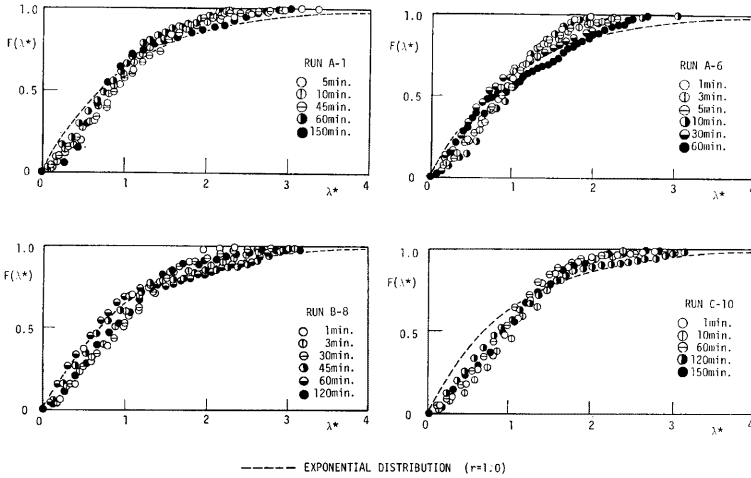 1.0
F(λ*)
0.5
0
0
1
2
3
4
λ*
RUN A-1
5min.
10min.
45min.
60min.
150min.
1.0
F(λ*)
0.5
0
0
1
2
3
4
λ*
RUN A-6
1min.
3min.
5min.
10min.
30min.
60min.
1.0
F(λ*)
0.5
0
0
1
2
3
4
λ*
RUN B-8
1min.
3min.
30min.
45min.
60min.
120min.
1.0
F(λ*)
0.5
0
0
1
2
3
4
λ*
RUN C-10
1min.
10min.
60min.
120min.
150min.
EXPONENTIAL DISTRIBUTION (r=1.0)